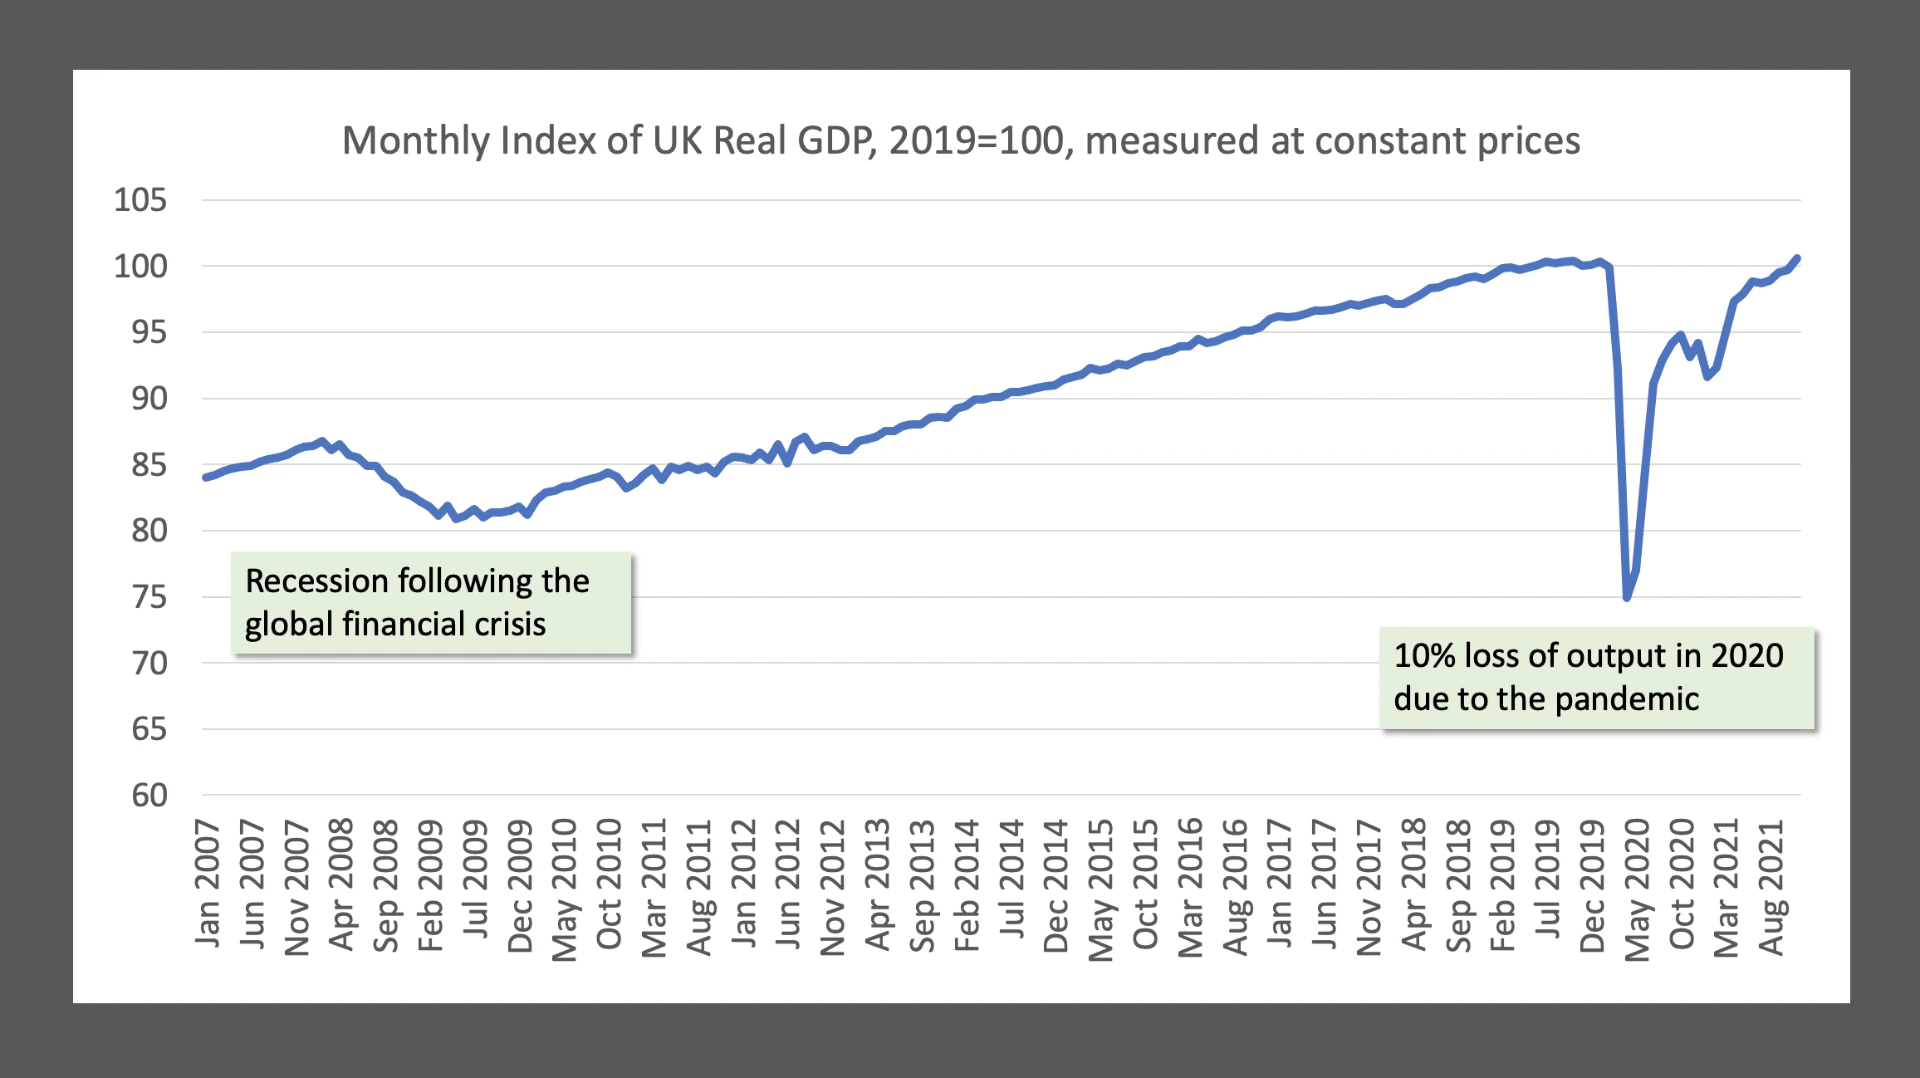 Monthly Index of UK Real GDP, 2019=100, measured at constant prices
105
100
95
90
85
80
75
70
65
60
Recession following the
global financial crisis
10% loss of output in 2020
due to the pandemic
Jan 2007
Jun 2007
Nov 2007
Apr 2008
Sep 2008
Feb 2009
Jul 2009
Dec 2009
May 2010
Oct 2010
Mar 2011
Aug 2011
Jan 2012
Jun 2012
Nov 2012
Apr 2013
Sep 2013
Feb 2014
Jul 2014
Dec 2014
May 2015
Oct 2015
Mar 2016
Aug 2016
Jan 2017
Jun 2017
Nov 2017
Apr 2018
Sep 2018
Feb 2019
Jul 2019
Dec 2019
May 2020
Oct 2020
Mar 2021
Aug 2021